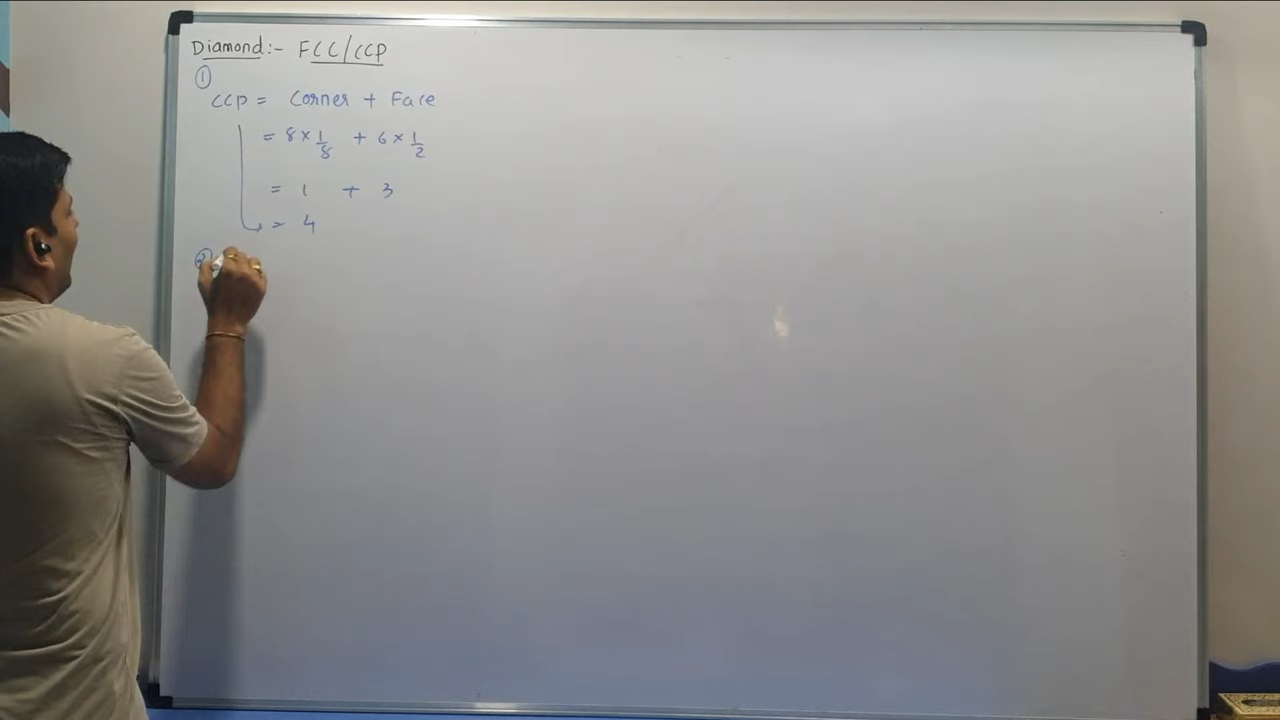 Diamond:- FCC/CCP
①
CCP = Corner + Face
= 8 × 1/8 + 6 × 1/2
= 1 + 3
= 4
②